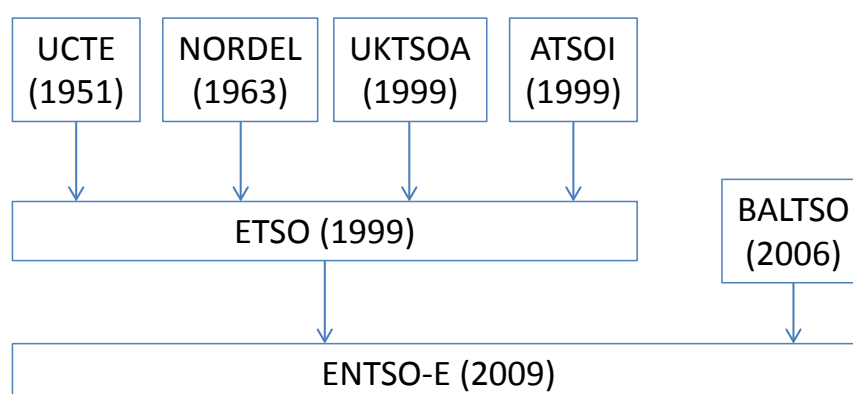 UCTE
(1951)
NORDEL
(1963)
UKTSOA
(1999)
ATSOI
(1999)
ETSO (1999)
BALTSO
(2006)
ENTSO-E (2009)